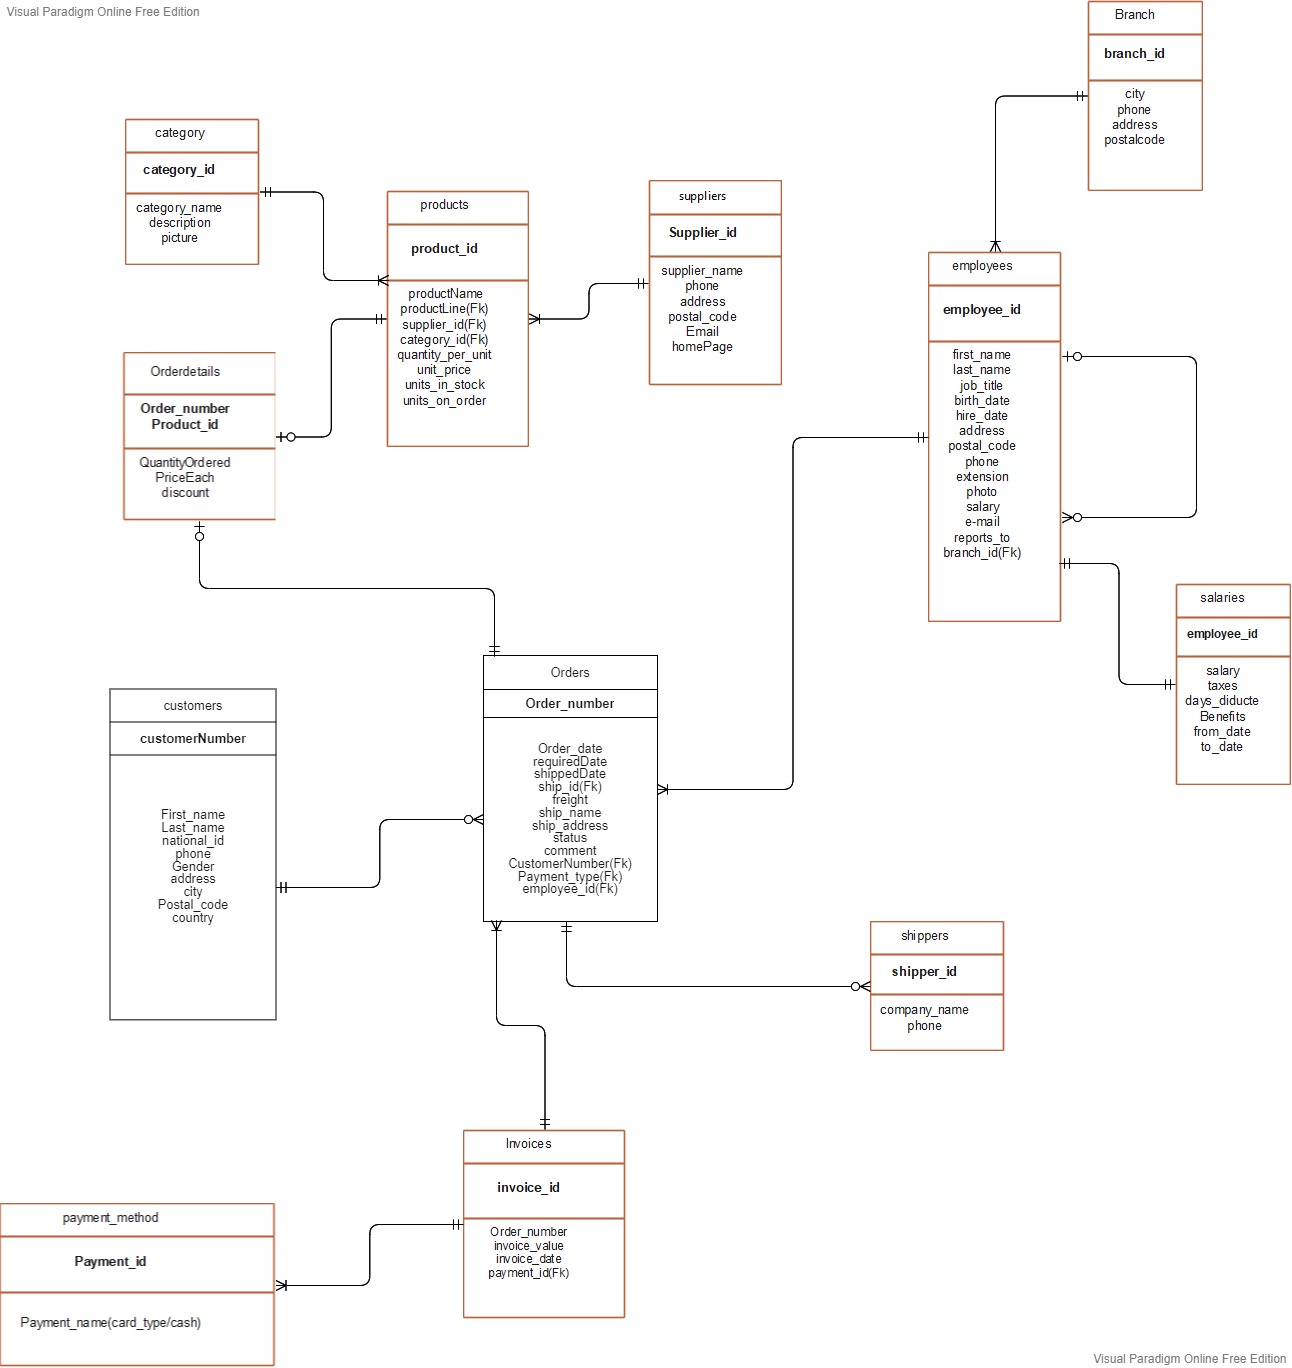 Visual Paradigm Online Free Edition
Branch
branch_id
city
phone
address
postalcode
category
category_id
category_name
description
picture
products
product_id
productName
productLine(Fk)
supplier_id(Fk)
category_id(Fk)
quantity_per_unit
unit_price
units_in_stock
units_on_order
suppliers
Supplier_id
supplier_name
phone
address
postal_code
Email
homePage
employees
employee_id
first_name
last_name
job_title
birth_date
hire_date
address
postal_code
phone
extension
photo
salary
e-mail
reports_to
branch_id(Fk)
Orderdetails
Order_number
Product_id
QuantityOrdered
PriceEach
discount
salaries
employee_id
salary
taxes
days_diducte
Benefits
from_date
to_date
Orders
Order_number
Order_date
requiredDate
shippedDate
ship_id(Fk)
freight
ship_name
ship_address
status
comment
CustomerNumber(Fk)
Payment_type(Fk)
employee_id(Fk)
customers
customerNumber
First_name
Last_name
national_id
phone
Gender
address
city
Postal_code
country
shippers
shipper_id
company_name
phone
Invoices
invoice_id
Order_number
invoice_value
invoice_date
payment_id(Fk)
payment_method
Payment_id
Payment_name(card_type/cash)
Visual Paradigm Online Free Edition